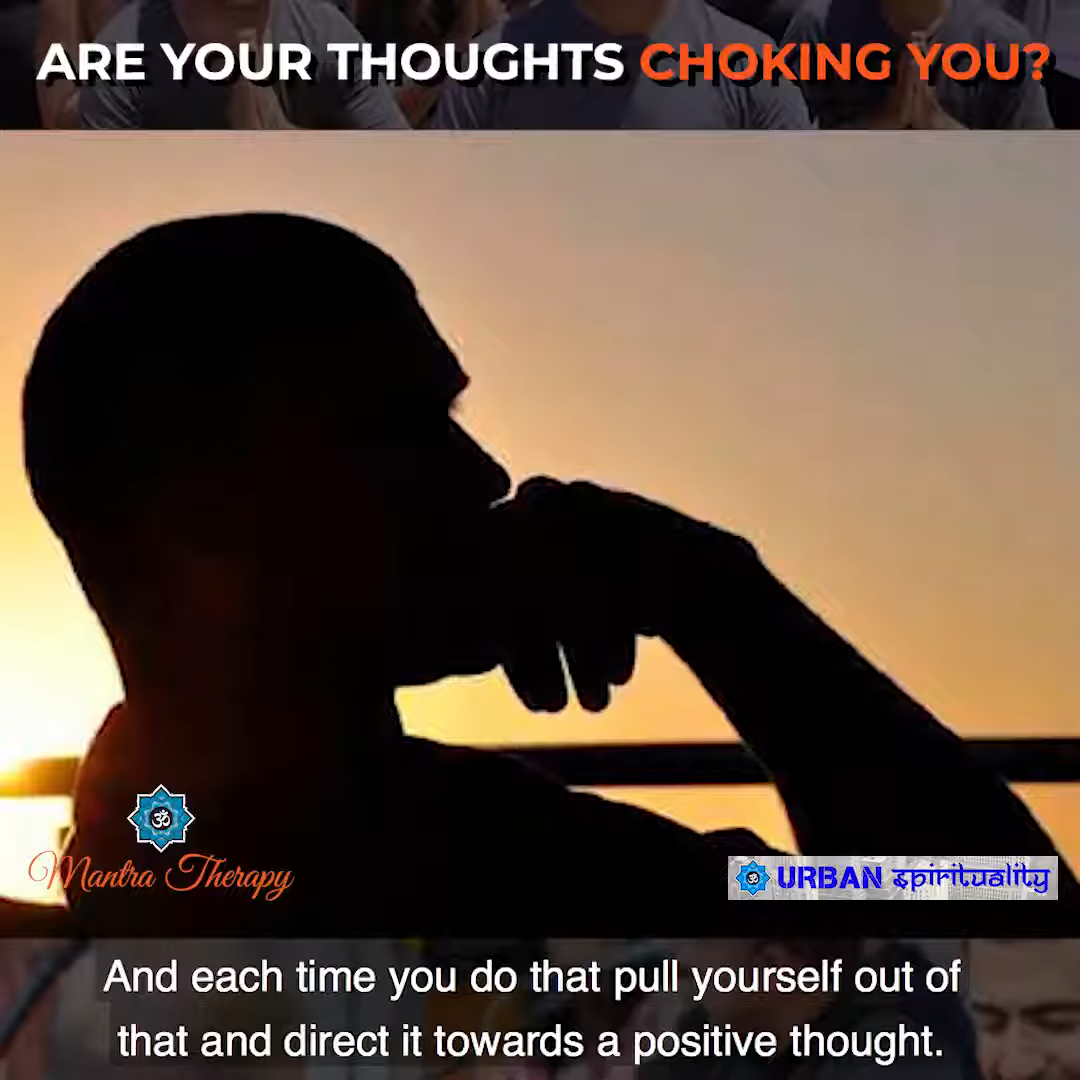 ARE YOUR THOUGHTS CHOKING YOU?
ॐ
Mantra Therapy
ॐ URBAN spirituality
And each time you do that pull yourself out of
that and direct it towards a positive thought.